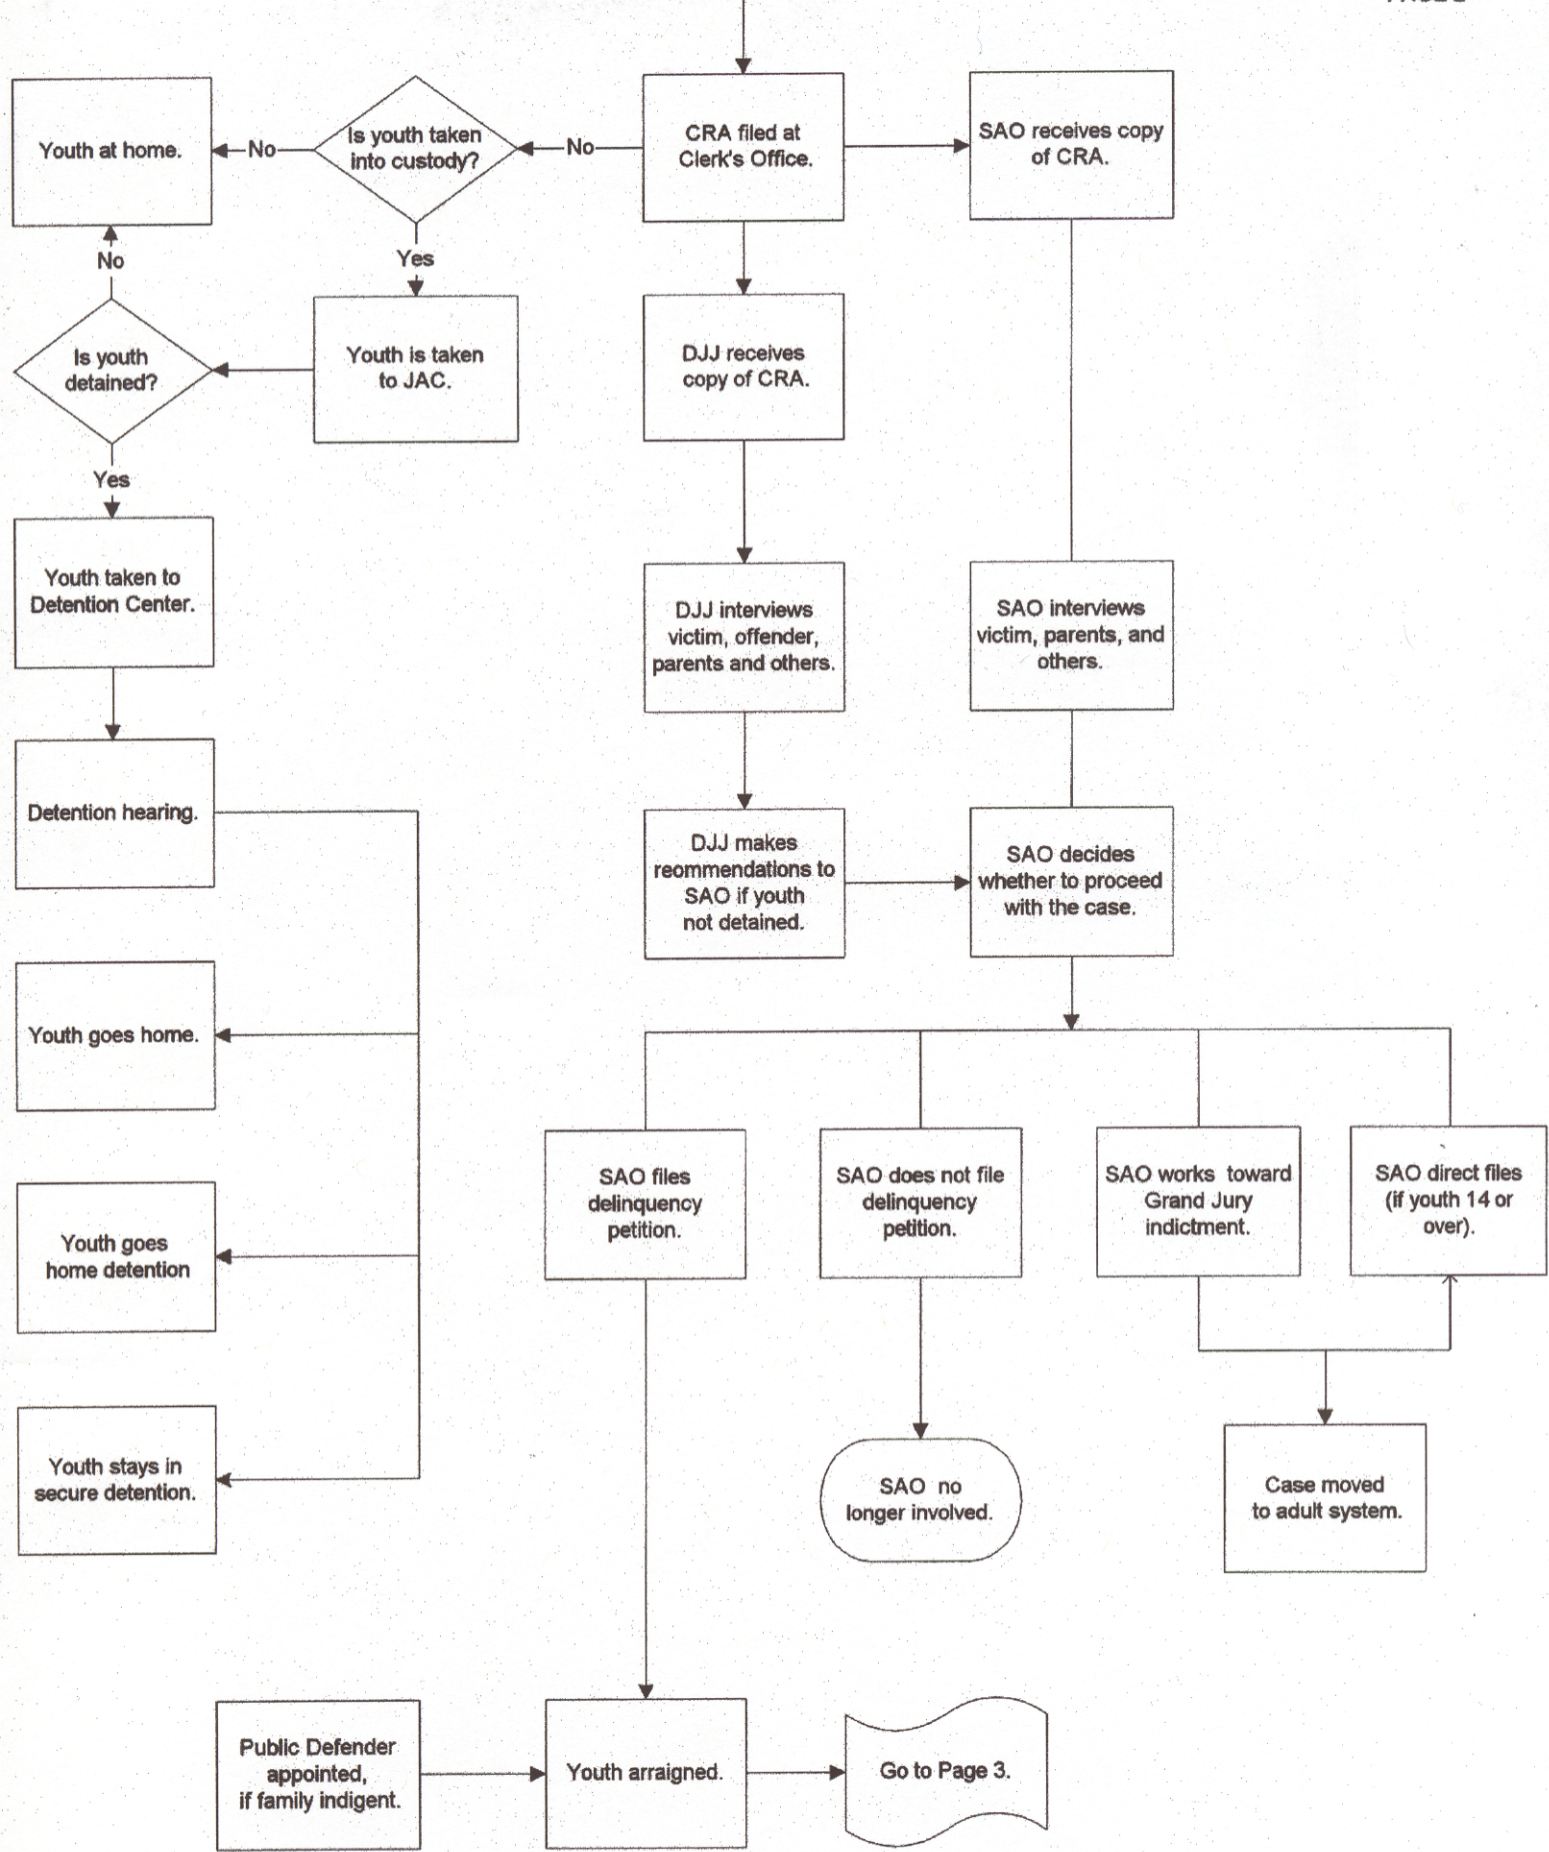 Youth at home.
No
Is youth taken
into custody?
No
CRA filed at
Clerk's Office.
SAO receives copy
of CRA.
No
Yes
Is youth
detained?
Youth is taken
to JAC.
DJJ receives
copy of CRA.
Yes
Youth taken to
Detention Center.
DJJ interviews
victim, offender,
parents and others.
SAO interviews
victim, parents, and
others.
Detention hearing.
DJJ makes
reommendations to
SAO if youth
not detained.
SAO decides
whether to proceed
with the case.
Youth goes home.
Youth goes
home detention
SAO files
delinquency
petition.
SAO does not file
delinquency
petition.
SAO works toward
Grand Jury
indictment.
SAO direct files
(if youth 14 or
over).
Youth stays in
secure detention.
SAO no
longer involved.
Case moved
to adult system.
Public Defender
appointed,
if family indigent.
Youth arraigned.
Go to Page 3.